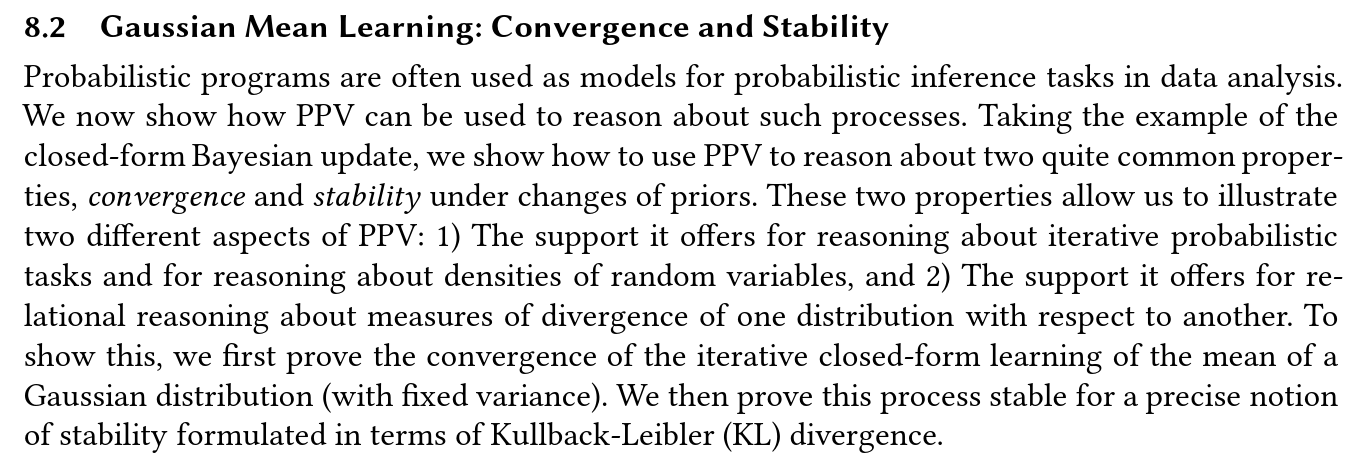 8.2 Gaussian Mean Learning: Convergence and Stability
Probabilistic programs are often used as models for probabilistic inference tasks in data analysis.
We now show how PPV can be used to reason about such processes. Taking the example of the
closed-form Bayesian update, we show how to use PPV to reason about two quite common proper-
ties, convergence and stability under changes of priors. These two properties allow us to illustrate
two different aspects of PPV: 1) The support it offers for reasoning about iterative probabilistic
tasks and for reasoning about densities of random variables, and 2) The support it offers for re-
lational reasoning about measures of divergence of one distribution with respect to another. To
show this, we first prove the convergence of the iterative closed-form learning of the mean of a
Gaussian distribution (with fixed variance). We then prove this process stable for a precise notion
of stability formulated in terms of Kullback-Leibler (KL) divergence.